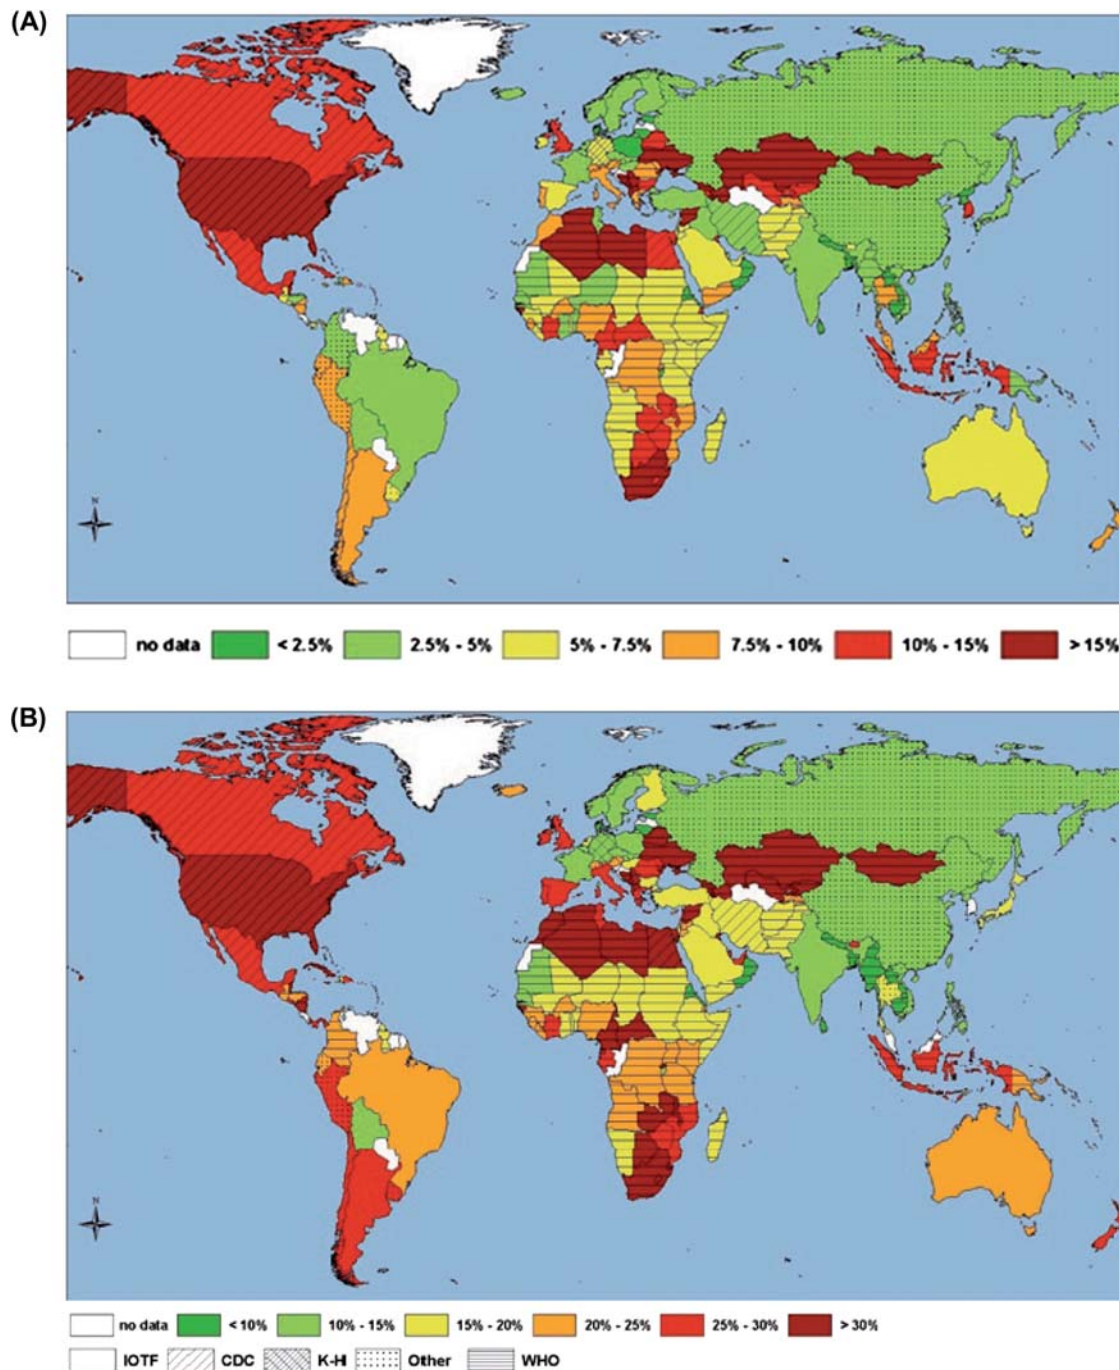 (A)
N
no data < 2.5% 2.5% - 5% 5% - 7.5% 7.5% - 10% 10% - 15% > 15%
(B)
N
no data < 10% 10% - 15% 15% - 20% 20% - 25% 25% - 30% > 30%
IOTF CDC K-H Other WHO